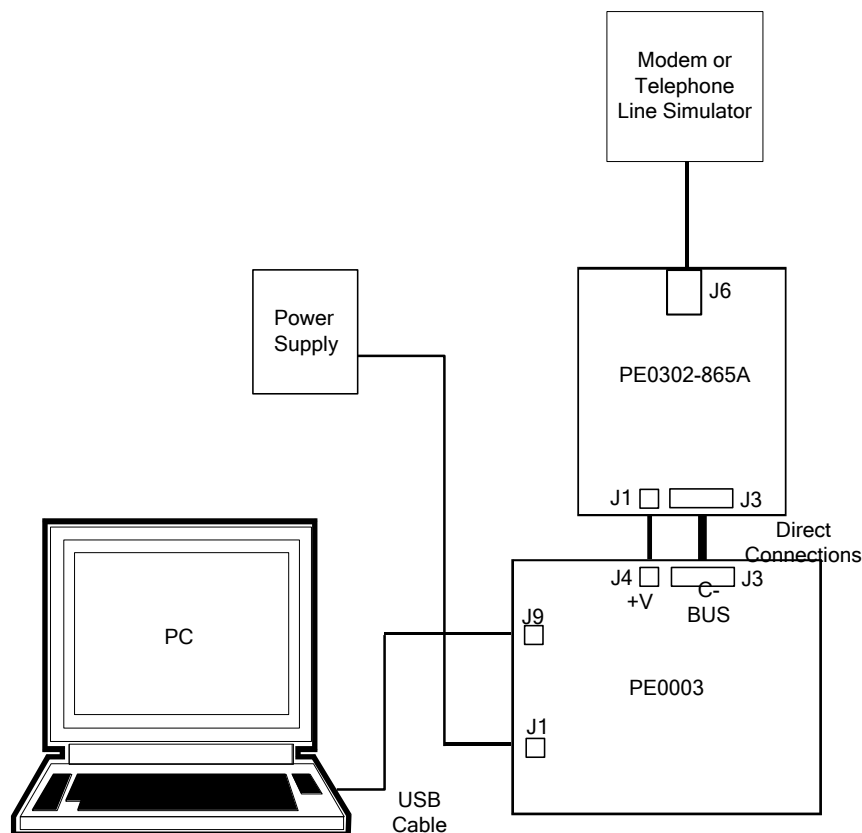 Modem or
Telephone
Line Simulator
J6
Power
Supply
PE0302-865A
J1
J3
Direct
Connections
J4
J3
+V
C-
BUS
J9
PC
PE0003
J1
USB
Cable